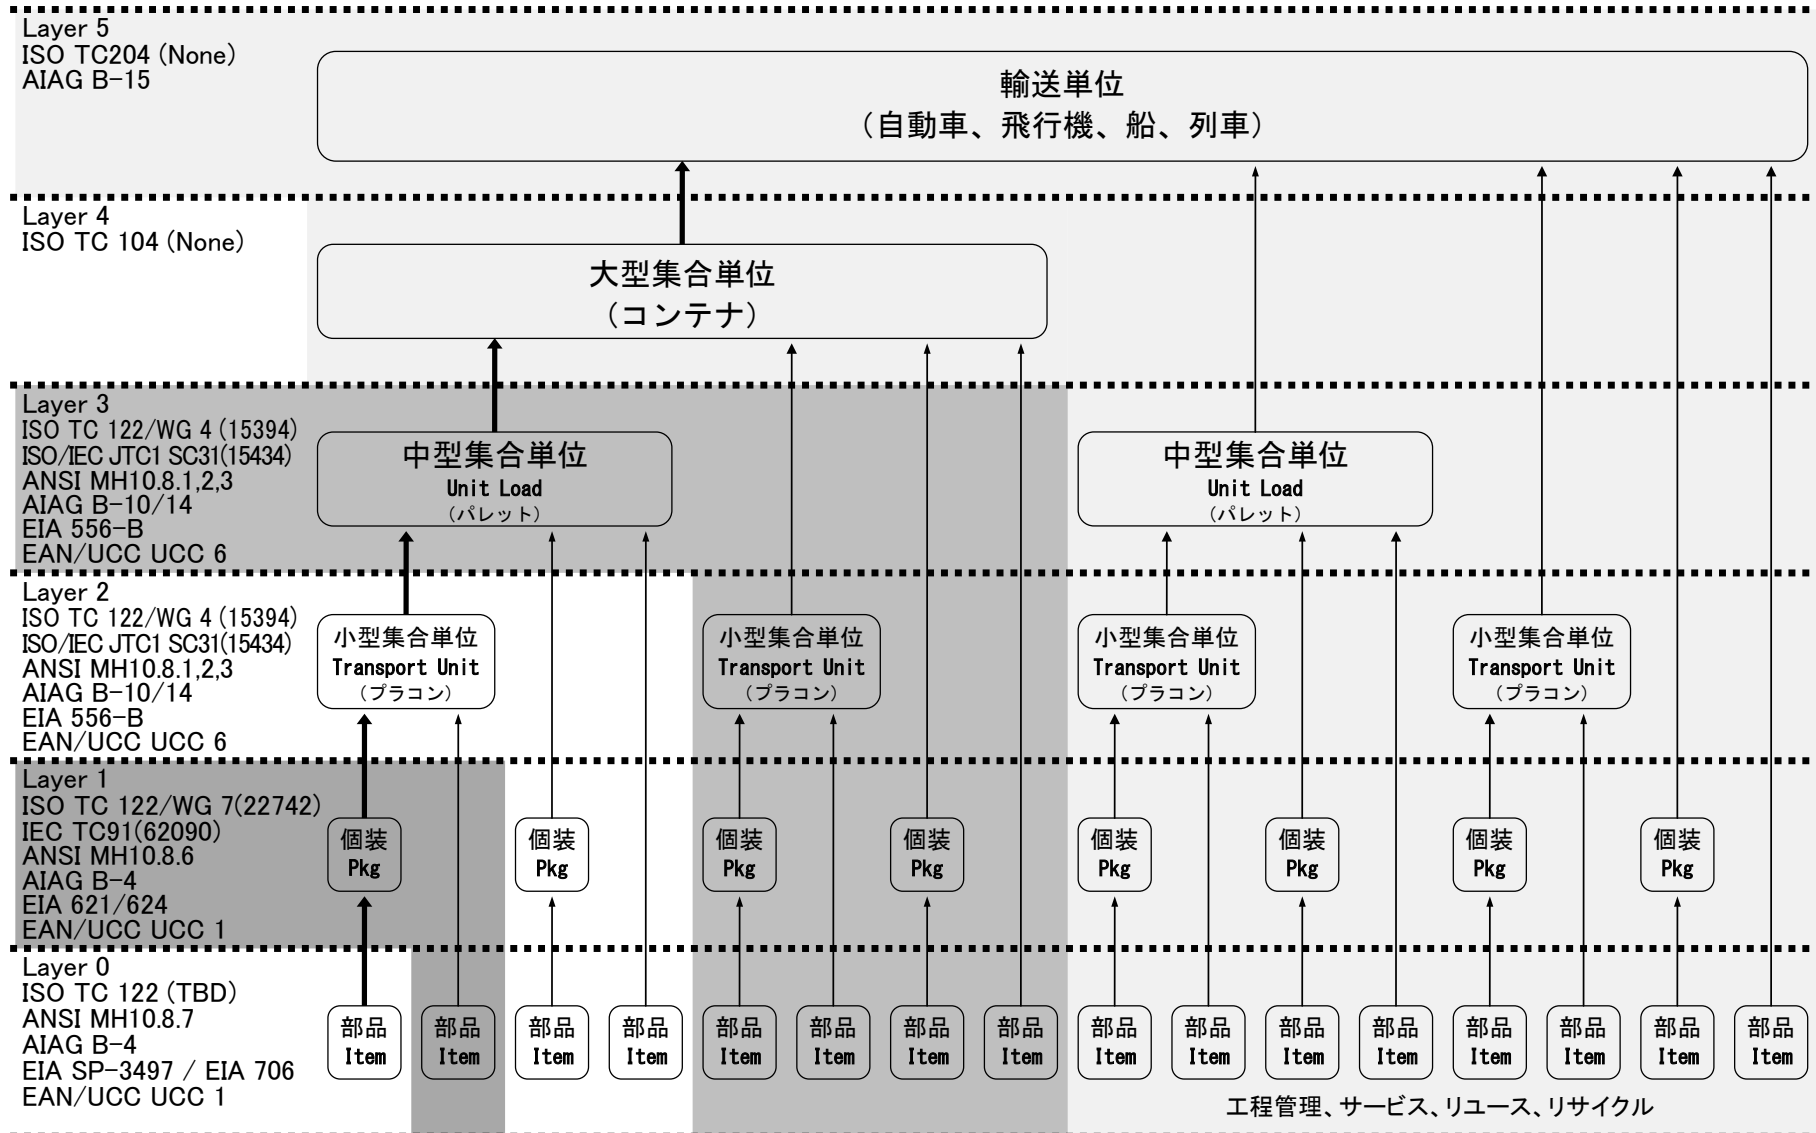 Layer 5
ISO TC204 (None)
AIAG B-15
輸送単位
（自動車、飛行機、船、列車）
Layer 4
ISO TC 104 (None)
大型集合単位
（コンテナ）
Layer 3
ISO TC 122/WG 4 (15394)
ISO/IEC JTC1 SC31(15434)
ANSI MH10.8.1,2,3
AIAG B-10/14
EIA 556-B
EAN/UCC UCC 6
中型集合単位
Unit Load
（パレット）
中型集合単位
Unit Load
（パレット）
Layer 2
ISO TC 122/WG 4 (15394)
ISO/IEC JTC1 SC31(15434)
ANSI MH10.8.1,2,3
AIAG B-10/14
EIA 556-B
EAN/UCC UCC 6
小型集合単位
Transport Unit
（プラコン）
小型集合単位
Transport Unit
（プラコン）
小型集合単位
Transport Unit
（プラコン）
小型集合単位
Transport Unit
（プラコン）
Layer 1
ISO TC 122/WG 7(22742)
IEC TC91(62090)
ANSI MH10.8.6
AIAG B-4
EIA 621/624
EAN/UCC UCC 1
個装
Pkg
個装
Pkg
個装
Pkg
個装
Pkg
個装
Pkg
個装
Pkg
個装
Pkg
個装
Pkg
Layer 0
ISO TC 122 (TBD)
ANSI MH10.8.7
AIAG B-4
EIA SP-3497 / EIA 706
EAN/UCC UCC 1
部品
Item
部品
Item
部品
Item
部品
Item
部品
Item
部品
Item
部品
Item
部品
Item
部品
Item
部品
Item
部品
Item
部品
Item
部品
Item
部品
Item
部品
Item
部品
Item
工程管理、サービス、リユース、リサイクル